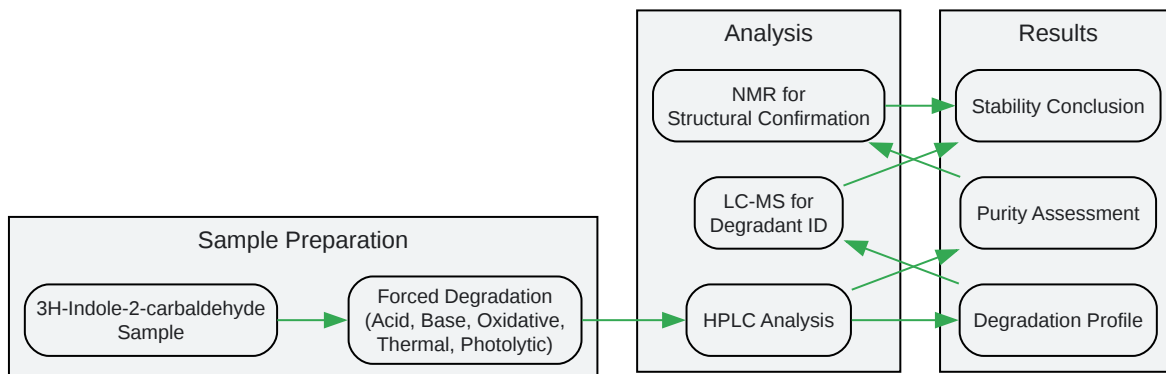 Sample Preparation
3H-Indole-2-carbaldehyde
Sample
Forced Degradation
(Acid, Base, Oxidative,
Thermal, Photolytic)
Analysis
NMR for
Structural Confirmation
LC-MS for
Degradant ID
HPLC Analysis
Results
Stability Conclusion
Purity Assessment
Degradation Profile